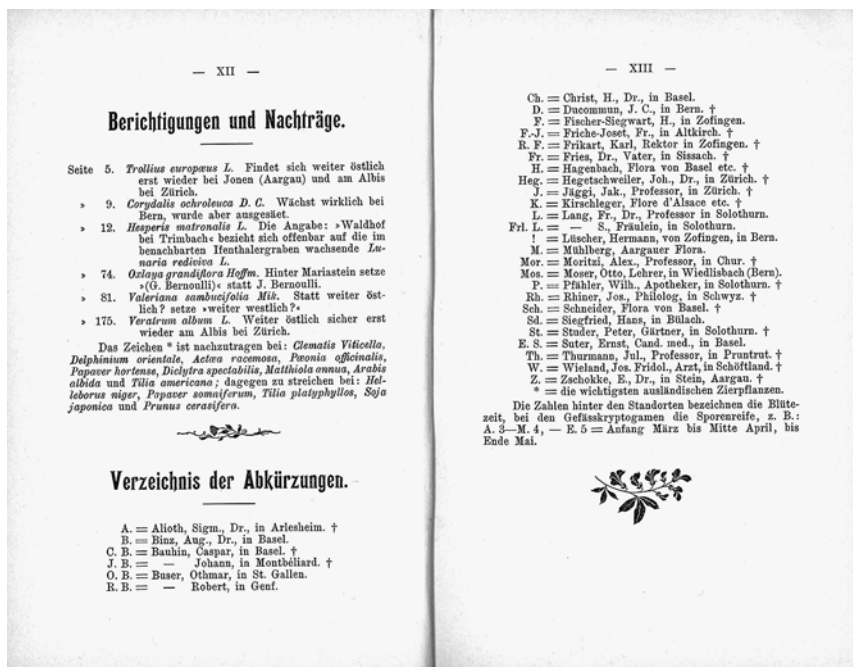 — XII —
Berichtigungen und Nachträge.
Seite 5. Trollius europæus L. Findet sich weiter östlich
erst wieder bei Jonen (Aargau) und am Albis
bei Zürich.
» 9. Corydalis ochroleuca D. C. Wächst wirklich bei
Bern, wurde aber ausgesäet.
» 12. Hesperis matronalis L. Die Angabe: »Waldhof
bei Trimbach« bezieht sich offenbar auf die im
benachbarten Ifenthalergraben wachsende Lu-
naria rediviva L.
» 74. Oxlaya grandiflora Hoffm. Hinter Mariastein setze
»(G. Bernoulli)« statt J. Bernoulli.
» 81. Valeriana sambucifolia Mik. Statt weiter öst-
lich? setze »weiter westlich?«
» 175. Veratrum album L. Weiter östlich sicher erst
wieder am Albis bei Zürich.
Das Zeichen * ist nachzutragen bei: Clematis Viticella,
Delphinium orientale, Actæa racemosa, Pæonia officinalis,
Papaver hortense, Diclytra spectabilis, Matthiola annua, Arabis
albida und Tilia americana; dagegen zu streichen bei: Hel-
leborus niger, Papaver somniferum, Tilia platyphyllos, Soja
japonica und Prunus cerasifera.
Verzeichnis der Abkürzungen.
A. = Alioth, Sigm., Dr., in Arlesheim. †
B. = Binz, Aug., Dr., in Basel.
C. B. = Bauhin, Caspar, in Basel. †
J. B. = — Johann, in Montbéliard. †
O. B. = Buser, Othmar, in St. Gallen.
R. B. = — Robert, in Genf.
— XIII —
Ch. = Christ, H., Dr., in Basel.
D. = Ducommun, J. C., in Bern. †
F. = Fischer-Siegwart, H., in Zofingen.
F.-J. = Friche-Joset, Fr., in Altkirch. †
R. F. = Frikart, Karl, Rektor in Zofingen. †
Fr. = Fries, Dr., Vater, in Sissach. †
H. = Hagenbach, Flora von Basel etc. †
Heg. = Hegetschweiler, Joh., Dr., in Zürich. †
J. = Jäggi, Jak., Professor, in Zürich. †
K. = Kirschleger, Flore d'Alsace etc. †
L. = Lang, Fr., Dr., Professor in Solothurn.
Frl. L. = — S., Fräulein, in Solothurn.
! = Lüscher, Hermann, von Zofingen, in Bern.
M. = Mühlberg, Aargauer Flora.
Mor. = Moritzi, Alex., Professor, in Chur. †
Mos. = Moser, Otto, Lehrer, in Wiedlisbach (Bern).
P. = Pfähler, Wilh., Apotheker, in Solothurn. †
Rh. = Rhiner, Jos., Philolog, in Schwyz. †
Sch. = Schneider, Flora von Basel. †
Sd. = Siegfried, Hans, in Bülach.
St. = Studer, Peter, Gärtner, in Solothurn. †
E. S. = Suter, Ernst, Cand. med., in Basel.
Th. = Thurmann, Jul., Professor, in Pruntrut. †
W. = Wieland, Jos. Fridol., Arzt, in Schöftland. †
Z. = Zschokke, E., Dr., in Stein, Aargau. †
* = die wichtigsten ausländischen Zierpflanzen.
Die Zahlen hinter den Standorten bezeichnen die Blüte-
zeit, bei den Gefässkryptogamen die Sporenreife, z. B.:
A. 3—M. 4, — E. 5 = Anfang März bis Mitte April, bis
Ende Mai.